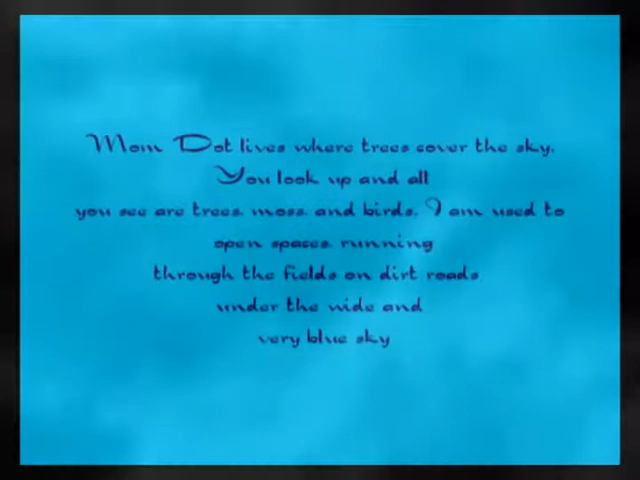 Mom Dot lives where trees cover the sky.
You look up and all
you see are trees, moss, and birds. I am used to
open spaces, running
through the fields on dirt roads
under the wide and
very blue sky